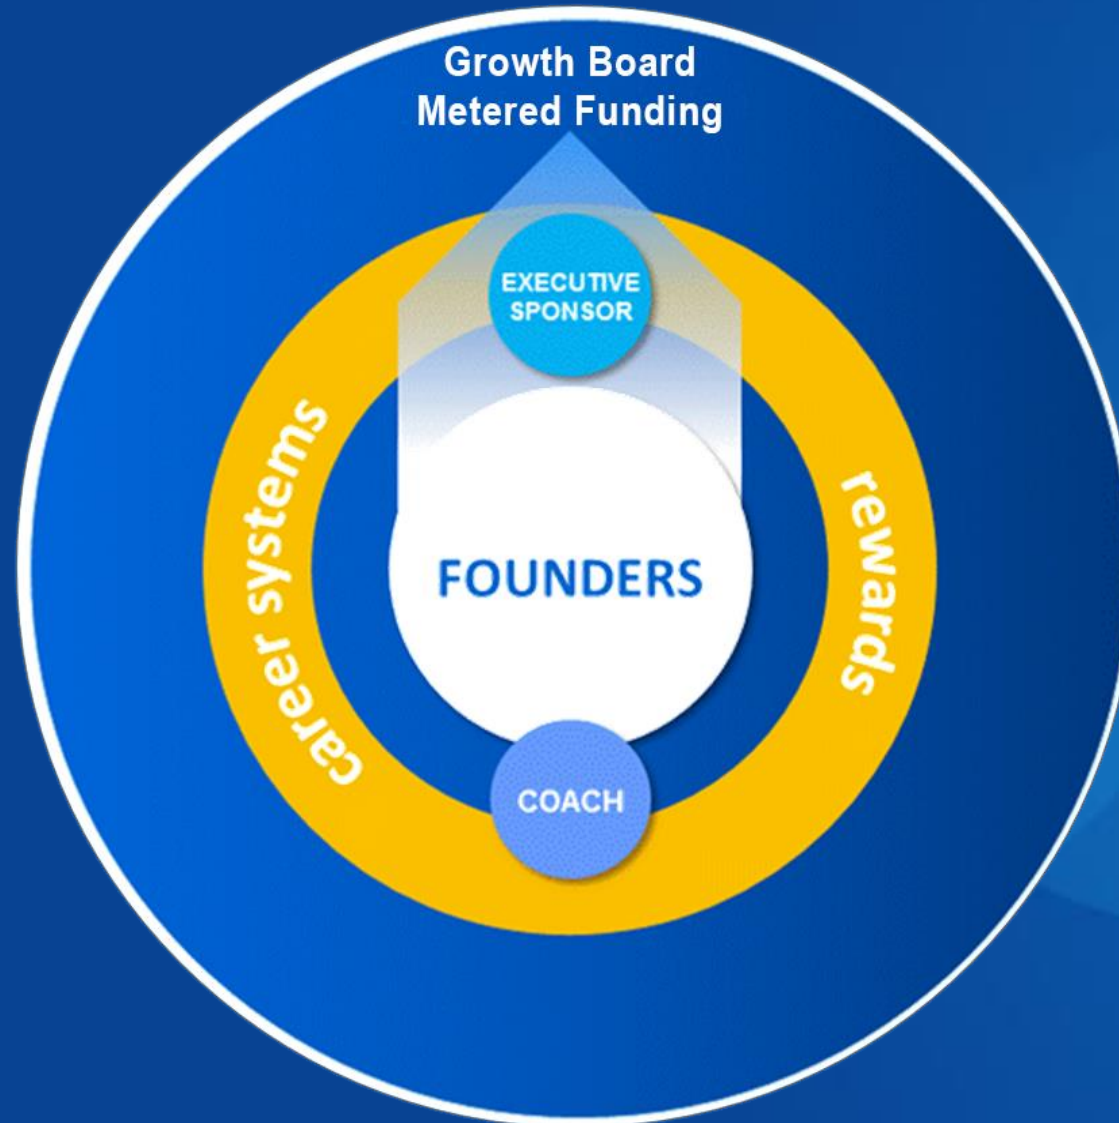 Growth Board
Metered Funding
EXECUTIVE
SPONSOR
career systems
rewards
FOUNDERS
COACH